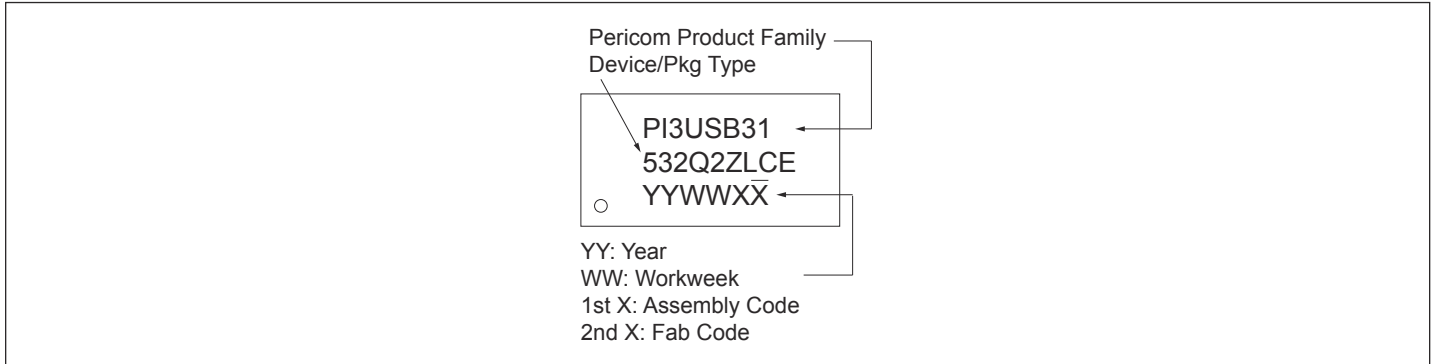 Pericom Product Family
Device/Pkg Type
PI3USB31
532Q2ZLCE
YYWWXX̅
YY: Year
WW: Workweek
1st X: Assembly Code
2nd X: Fab Code